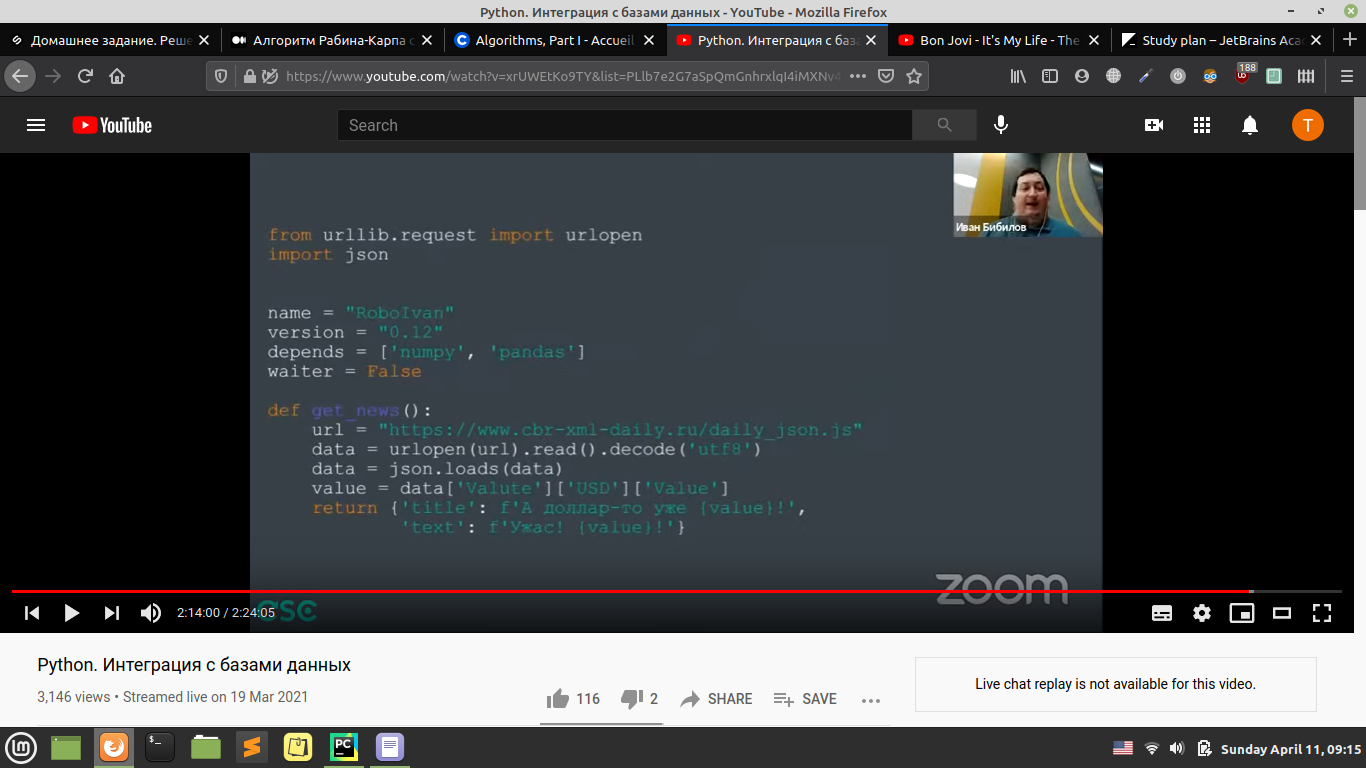 Python. Интеграция с базами данных - YouTube - Mozilla Firefox
Домашнее задание. Реше
Алгоритм Рабина-Карпа с
Algorithms, Part I - Accueil
Python. Интеграция с база
Bon Jovi - It's My Life - The
Study plan – JetBrains Aca
https://www.youtube.com/watch?v=xrUWEtKo9TY&list=PLlb7e2G7aSpQmGnhrxlqI4iMXNv4
188
YouTube
Search
T
Иван Бибилов
from urllib.request import urlopen
import json
name = "RoboIvan"
version = "0.12"
depends = ['numpy', 'pandas']
waiter = False
def get_news():
url = "https://www.cbr-xml-daily.ru/daily_json.js"
data = urlopen(url).read().decode('utf8')
data = json.loads(data)
value = data['Valute']['USD']['Value']
return {'title': f'А доллар-то уже {value}!',
'text': f'Ужас! {value}!'}
zoom
csc
2:14:00 / 2:24:05
Python. Интеграция с базами данных
3,146 views • Streamed live on 19 Mar 2021
116
2
SHARE
SAVE
Live chat replay is not available for this video.
PC
Sunday April 11, 09:15